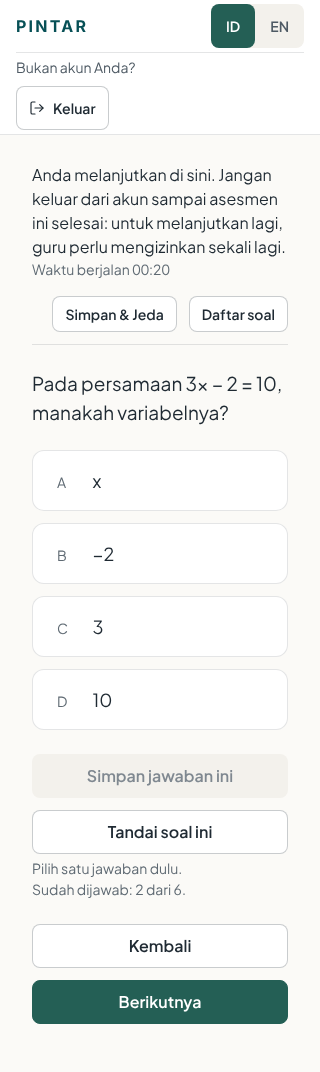 PINTAR
ID
EN
Bukan akun Anda?
Keluar
Anda melanjutkan di sini. Jangan
keluar dari akun sampai asesmen
ini selesai: untuk melanjutkan lagi,
guru perlu mengizinkan sekali lagi.
Waktu berjalan 00:20
Simpan & Jeda
Daftar soal
Pada persamaan 3x − 2 = 10,
manakah variabelnya?
A x
B −2
C 3
D 10
Simpan jawaban ini
Tandai soal ini
Pilih satu jawaban dulu.
Sudah dijawab: 2 dari 6.
Kembali
Berikutnya